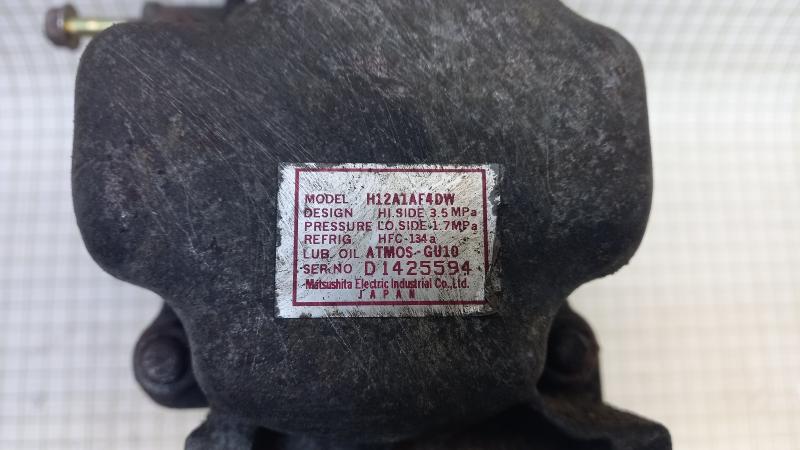 MODEL H12A1AF4DW
DESIGN HI.SIDE 3.5 MPa
PRESSURE LO.SIDE 1.7MPa
REFRIG. HFC-134a
LUB. OIL ATMOS-GU10
SER.NO D1425594
Matsushita Electric Industrial Co.,Ltd.
JAPAN